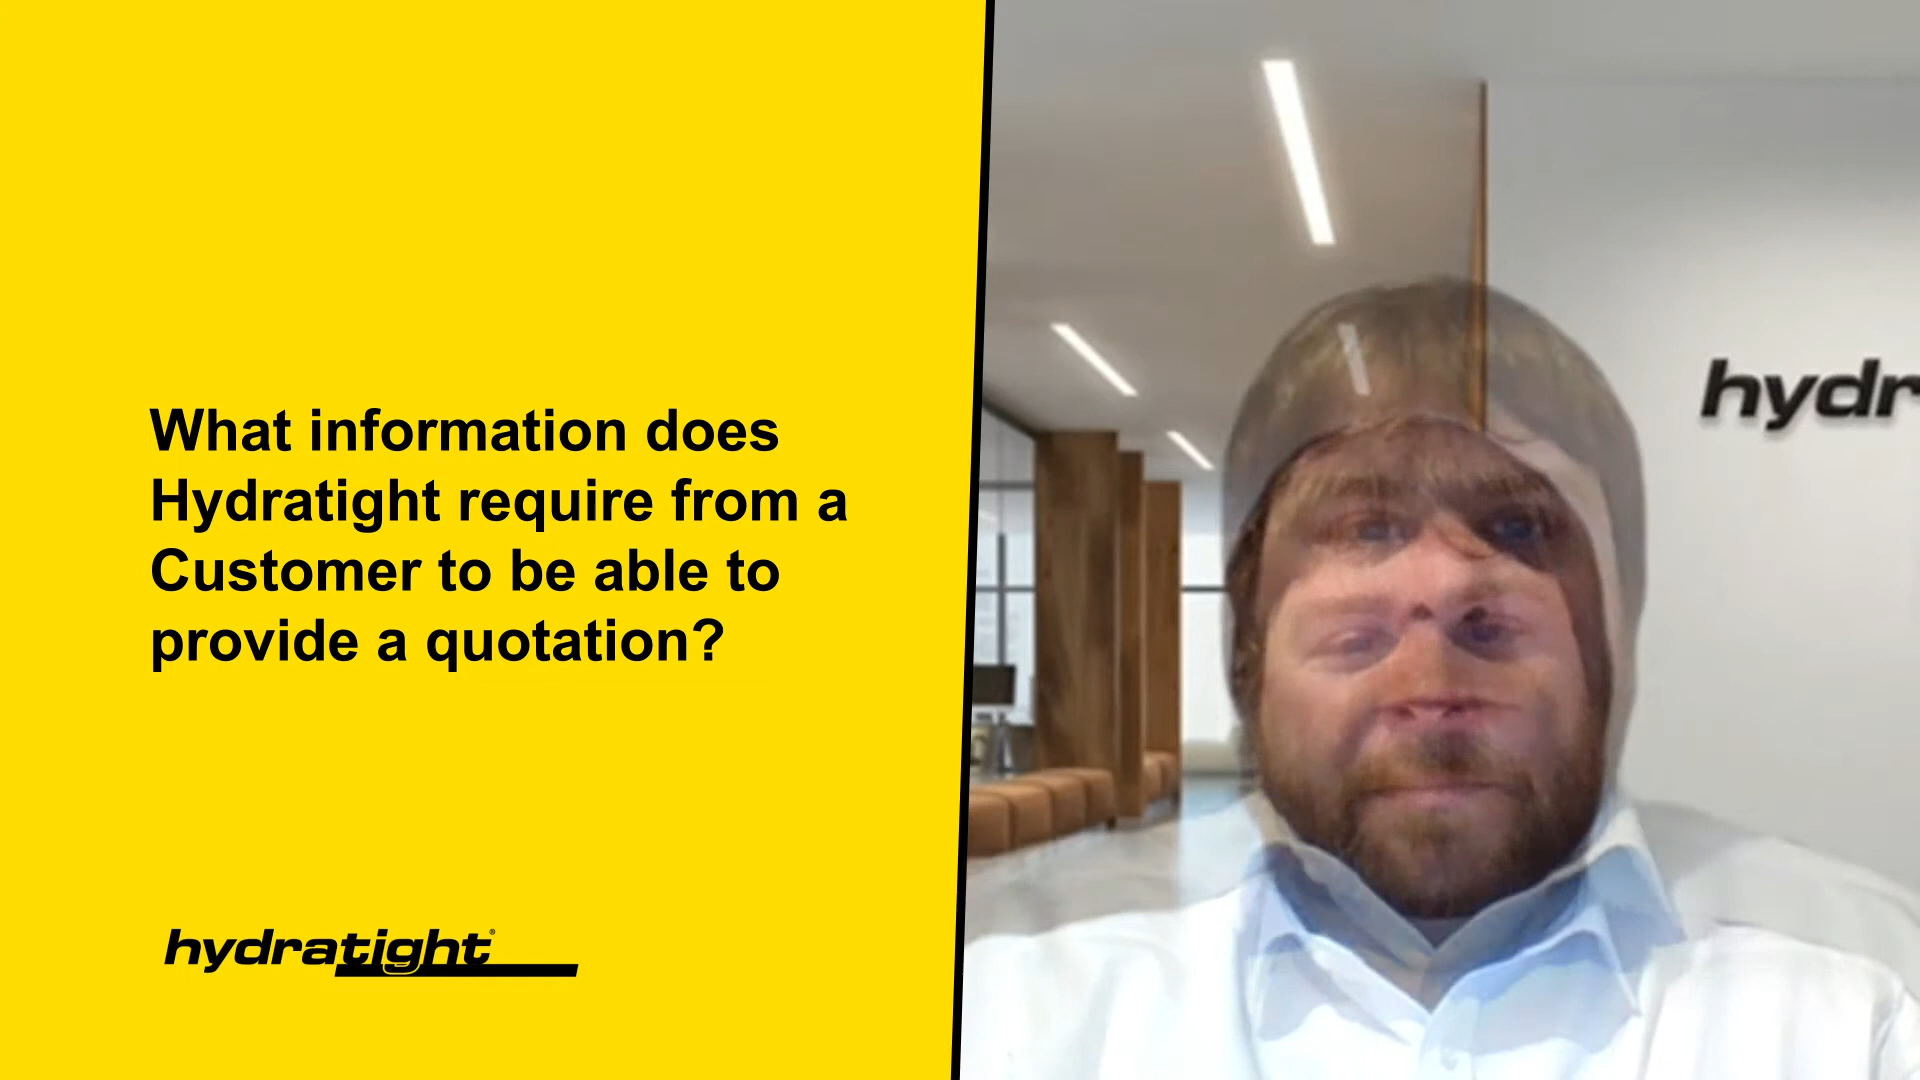 What information does
Hydratight require from a
Customer to be able to
provide a quotation?
hydratight®
hydr